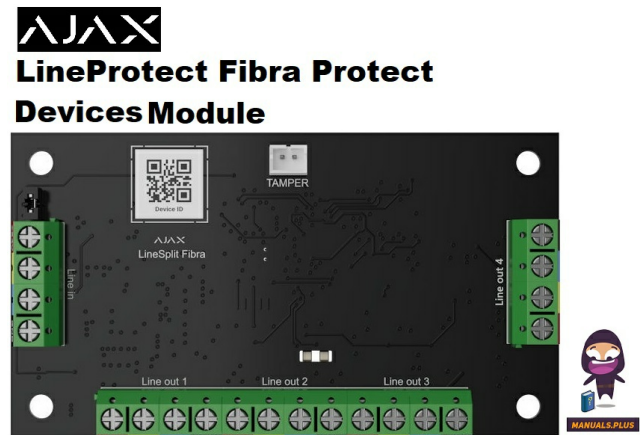 AJAX
LineProtect Fibra Protect
Devices Module
Device ID
TAMPER
AJAX
LineSplit Fibra
Line in
Line out 4
Line out 1
Line out 2
Line out 3
MANUALS.PLUS